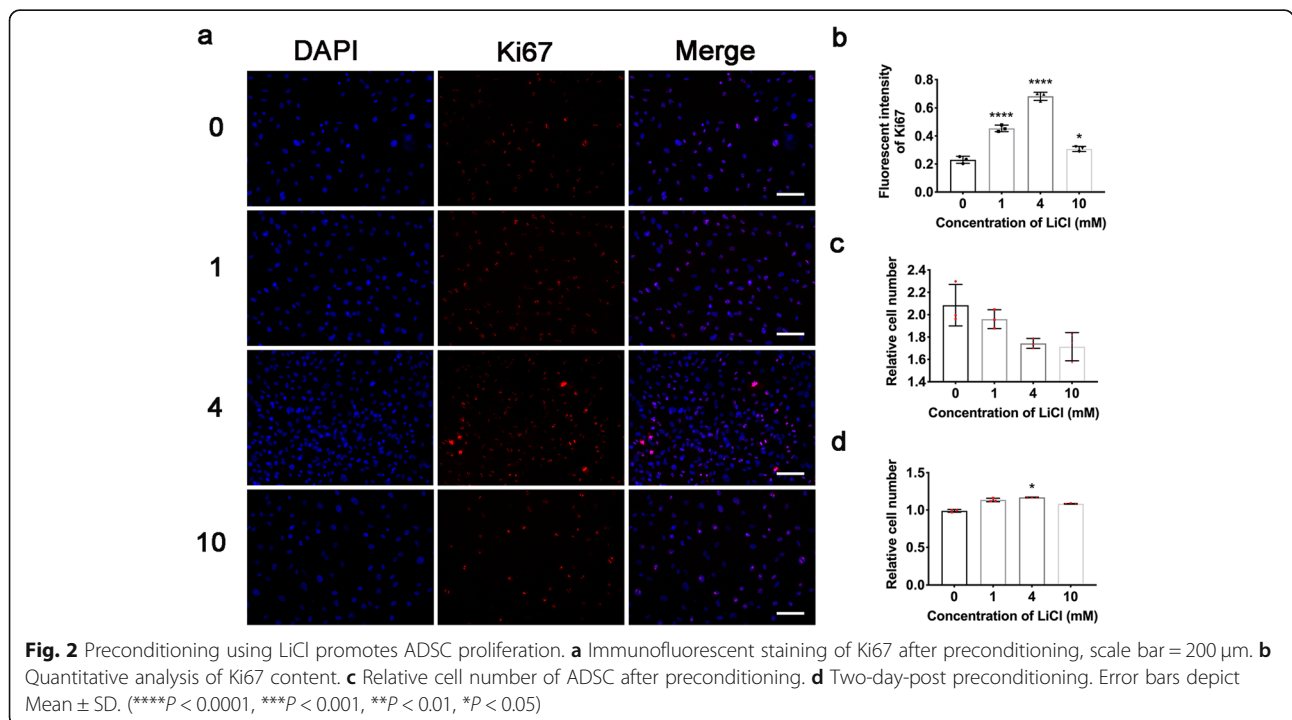 a
DAPI Ki67 Merge
0
1
4
10
b
Fluorescent intensity
of Ki67
0.8
0.6
0.4
0.2
0.0
****
****
*
0 1 4 10
Concentration of LiCl (mM)
c
Relative cell number
2.4
2.2
2.0
1.8
1.6
1.4
0 1 4 10
Concentration of LiCl (mM)
d
Relative cell number
1.5
1.0
0.5
0.0
*
0 1 4 10
Concentration of LiCl (mM)
Fig. 2 Preconditioning using LiCl promotes ADSC proliferation. a Immunofluorescent staining of Ki67 after preconditioning, scale bar = 200 μm. b
Quantitative analysis of Ki67 content. c Relative cell number of ADSC after preconditioning. d Two-day-post preconditioning. Error bars depict
Mean ± SD. (****P < 0.0001, ***P < 0.001, **P < 0.01, *P < 0.05)